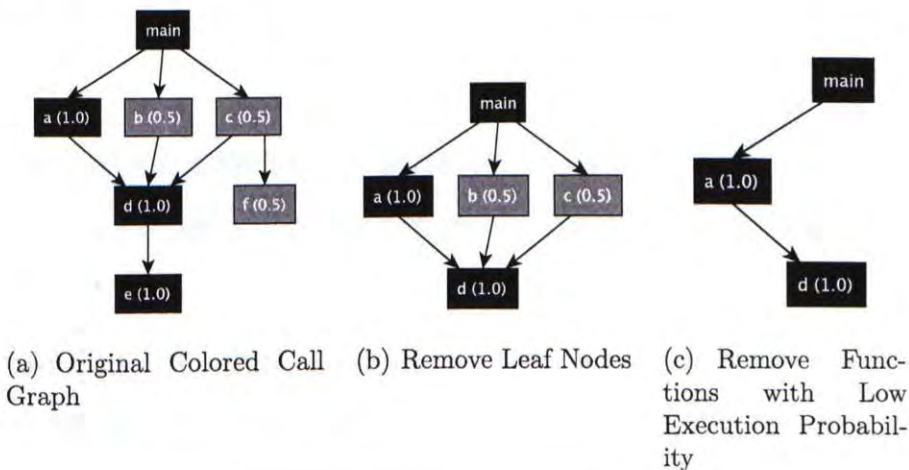 main
a (1.0)
b (0.5)
c (0.5)
d (1.0)
f (0.5)
e (1.0)
main
a (1.0)
b (0.5)
c (0.5)
d (1.0)
main
a (1.0)
d (1.0)
(a) Original Colored Call
Graph
(b) Remove Leaf Nodes
(c) Remove Func-
tions with Low
Execution Probabil-
ity